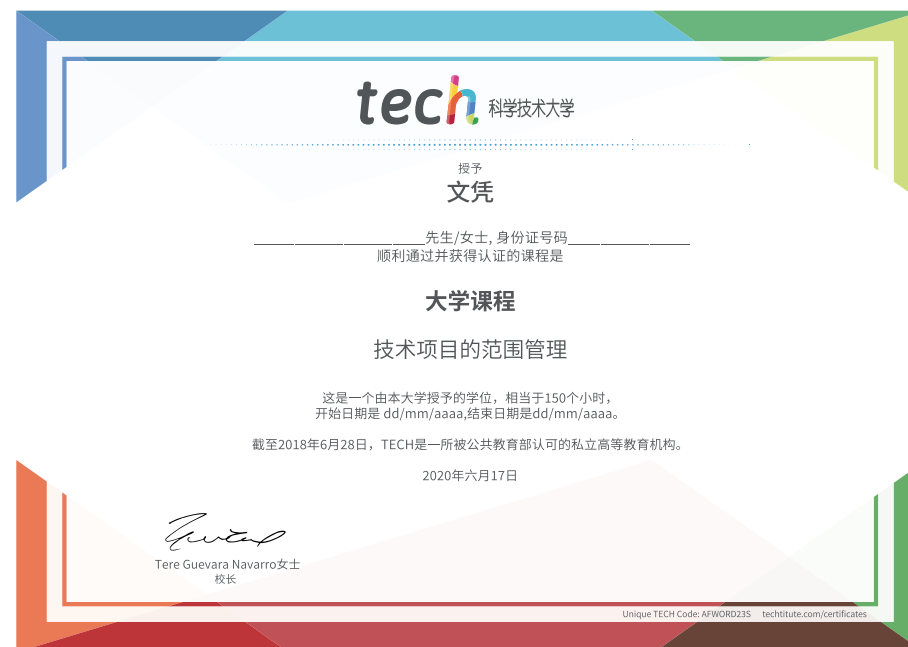 tech 科学技术大学
授予
文凭
____________________先生/女士, 身份证号码______________
顺利通过并获得认证的课程是
大学课程
技术项目的范围管理
这是一个由本大学授予的学位，相当于150个小时，
开始日期是 dd/mm/aaaa,结束日期是dd/mm/aaaa。
截至2018年6月28日，TECH是一所被公共教育部认可的私立高等教育机构。
2020年六月17日
Tere Guevara Navarro女士
校长
Unique TECH Code: AFWORD23S techtitute.com/certificates